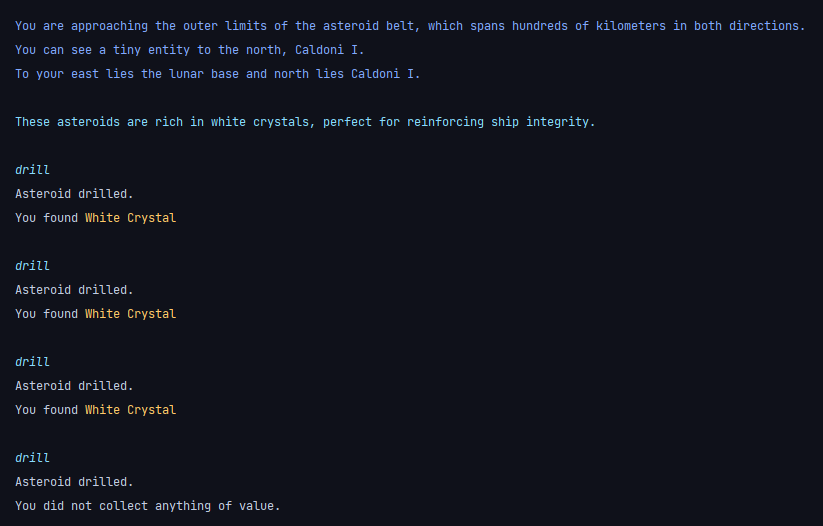 You are approaching the outer limits of the asteroid belt, which spans hundreds of kilometers in both directions.
You can see a tiny entity to the north, Caldoni I.
To your east lies the lunar base and north lies Caldoni I.
These asteroids are rich in white crystals, perfect for reinforcing ship integrity.
drill
Asteroid drilled.
You found White Crystal
drill
Asteroid drilled.
You found White Crystal
drill
Asteroid drilled.
You found White Crystal
drill
Asteroid drilled.
You did not collect anything of value.